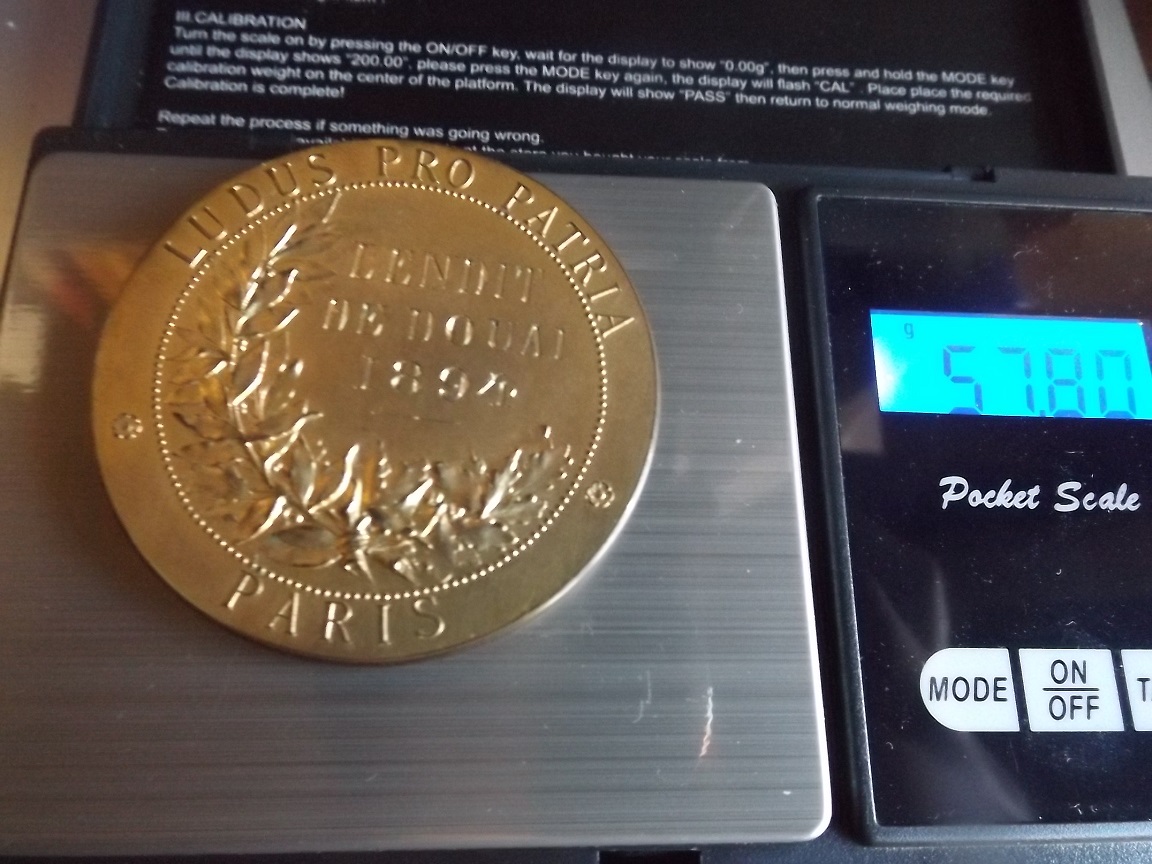 III.CALIBRATION
Turn the scale on by pressing the ON/OFF key, wait for the display to show "0.00g", then press and hold the MODE key
until the display shows "200.00", please press the MODE key again, the display will flash "CAL" . Place place the required
calibration weight on the center of the platform. The display will show "PASS" then return to normal weighing mode.
Calibration is complete!
Repeat the process if something was going wrong.
LUDUS PRO PATRIA
LENDIT
DE DOUAI
1894
PARIS
g
57.80
Pocket Scale
MODE
ON
OFF